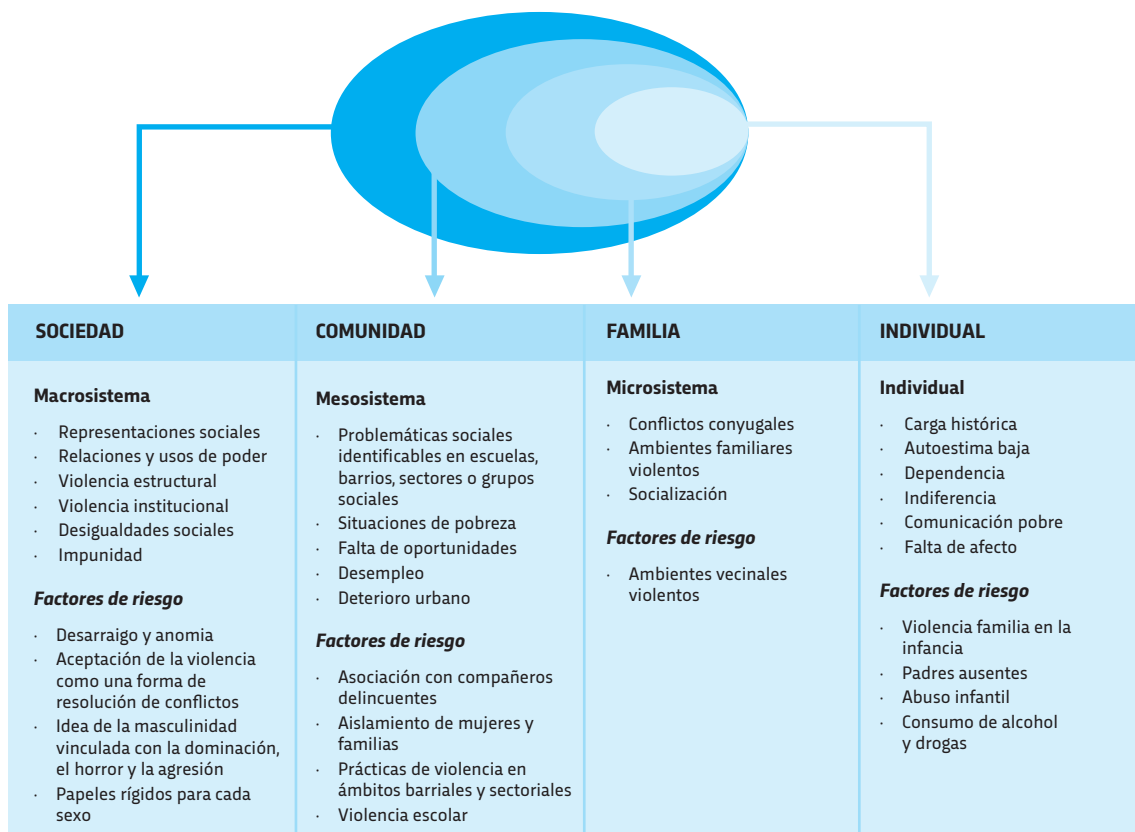 SOCIEDAD
Macrosistema
· Representaciones sociales
· Relaciones y usos de poder
· Violencia estructural
· Violencia institucional
· Desigualdades sociales
· Impunidad
Factores de riesgo
· Desarraigo y anomia
· Aceptación de la violencia
como una forma de
resolución de conflictos
· Idea de la masculinidad
vinculada con la dominación,
el horror y la agresión
· Papeles rígidos para cada
sexo
COMUNIDAD
Mesosistema
· Problemáticas sociales
identificables en escuelas,
barrios, sectores o grupos
sociales
· Situaciones de pobreza
· Falta de oportunidades
· Desempleo
· Deterioro urbano
Factores de riesgo
· Asociación con compañeros
delincuentes
· Aislamiento de mujeres y
familias
· Prácticas de violencia en
ámbitos barriales y sectoriales
· Violencia escolar
FAMILIA
Microsistema
· Conflictos conyugales
· Ambientes familiares
violentos
· Socialización
Factores de riesgo
· Ambientes vecinales
violentos
INDIVIDUAL
Individual
· Carga histórica
· Autoestima baja
· Dependencia
· Indiferencia
· Comunicación pobre
· Falta de afecto
Factores de riesgo
· Violencia familia en la
infancia
· Padres ausentes
· Abuso infantil
· Consumo de alcohol
y drogas